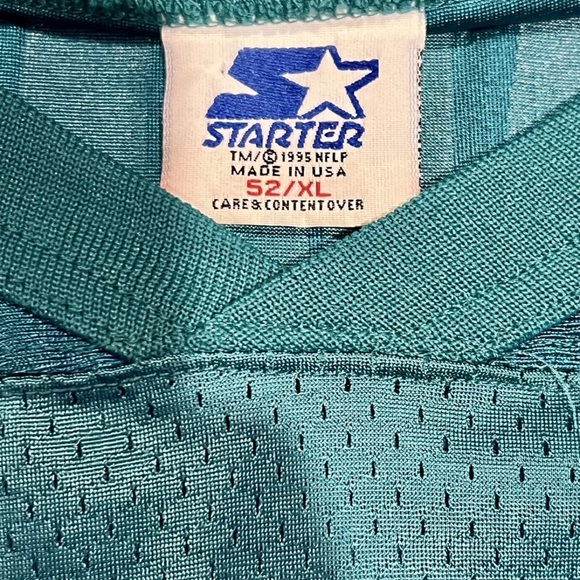 STARTER
TM/© 1995 NFLP
MADE IN USA
52/XL
CARE & CONTENT OVER